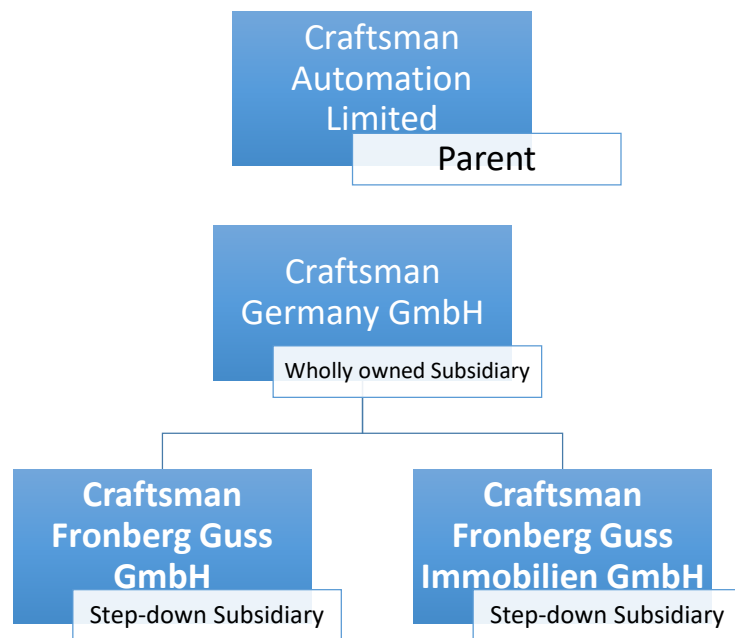 Craftsman
Automation
Limited
Parent
Craftsman
Germany GmbH
Wholly owned Subsidiary
Craftsman
Fronberg Guss
GmbH
Step-down Subsidiary
Craftsman
Fronberg Guss
Immobilien GmbH
Step-down Subsidiary